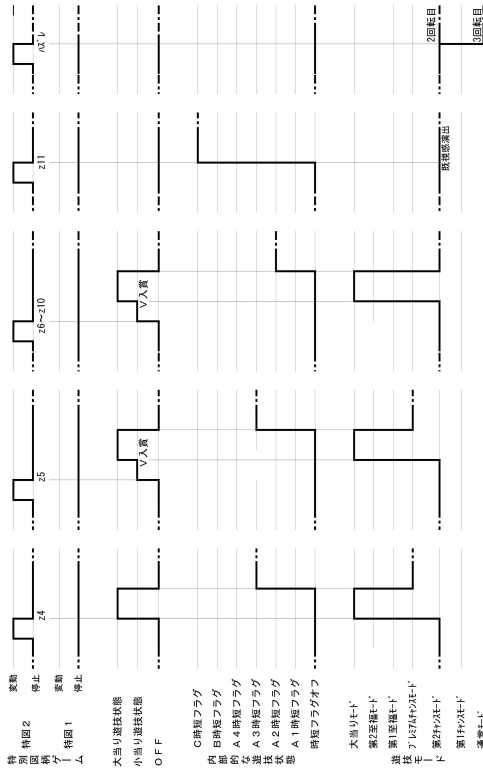 特別図柄ゲーム
特図２
変動
停止
特図１
変動
停止
z4
z5
z6～z10
z11
ハズレ
大当り遊技状態
小当り遊技状態
ＯＦＦ
Ｖ入賞
Ｖ入賞
内部的な遊技状態
Ｃ時短フラグ
Ｂ時短フラグ
Ａ４時短フラグ
Ａ３時短フラグ
Ａ２時短フラグ
Ａ１時短フラグ
時短フラグオフ
遊技モード
大当りモード
第2至福モード
第1至福モード
プレミアムチャンスモード
第2チャンスモード
第1チャンスモード
通常モード
既視感演出
2回転目
3回転目